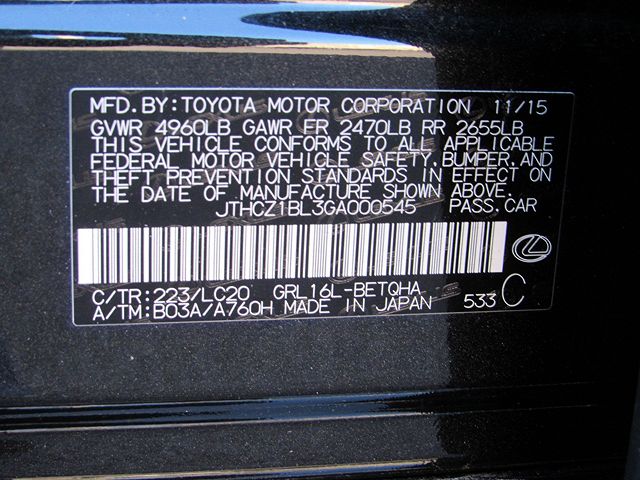 MFD. BY: TOYOTA MOTOR CORPORATION 11/15
GVWR 4960LB GAWR FR 2470LB RR 2655LB
THIS VEHICLE CONFORMS TO ALL APPLICABLE
FEDERAL MOTOR VEHICLE SAFETY, BUMPER, AND
THEFT PREVENTION STANDARDS IN EFFECT ON
THE DATE OF MANUFACTURE SHOWN ABOVE.
JTHCZ1BL3GA000545 PASS. CAR
C/TR: 223/LC20 GRL16L-BETQHA C
A/TM: B03A/A760H MADE IN JAPAN 533